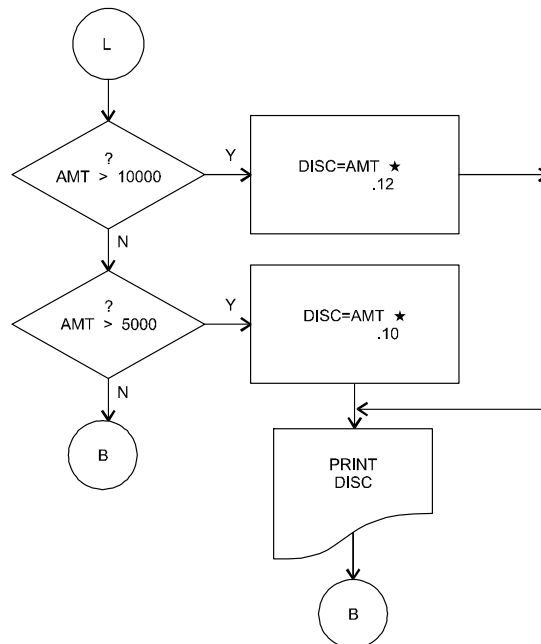 L
?
AMT > 10000
Y
DISC=AMT ★
.12
N
?
AMT > 5000
Y
DISC=AMT ★
.10
N
B
PRINT
DISC
B